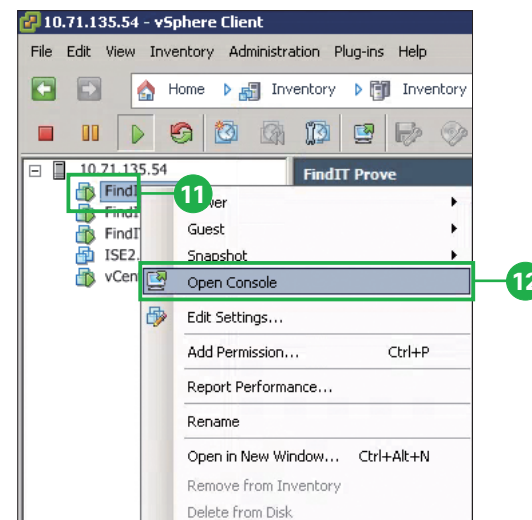 10.71.135.54 - vSphere Client
File Edit View Inventory Administration Plug-ins Help
Home Inventory Inventory
10.71.135.54
FindIT Prove
FindI
11
wer
FindI
Guest
FindI
Snapshot
ISE2.
vCen
Open Console
12
Edit Settings...
Add Permission... Ctrl+P
Report Performance...
Rename
Open in New Window... Ctrl+Alt+N
Remove from Inventory
Delete from Disk